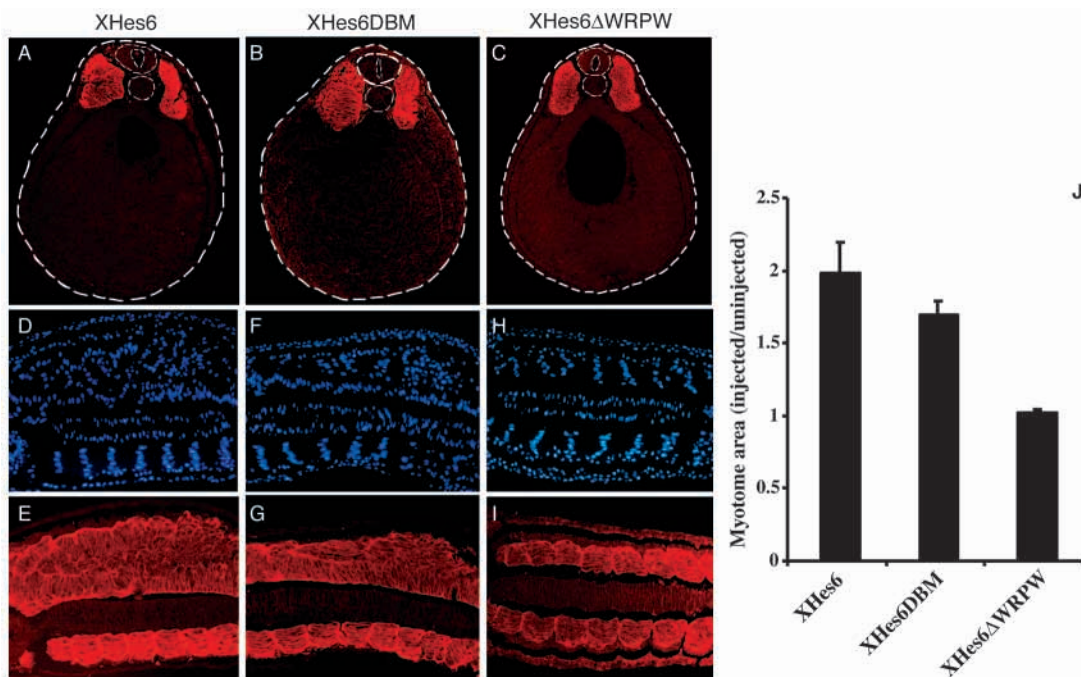 XHes6 XHes6DBM XHes6ΔWRPW
A B C
D F H
E G I
J
2.5
2
1.5
1
0.5
0
Myotome area (injected/uninjected)
XHes6
XHes6DBM
XHes6ΔWRPW